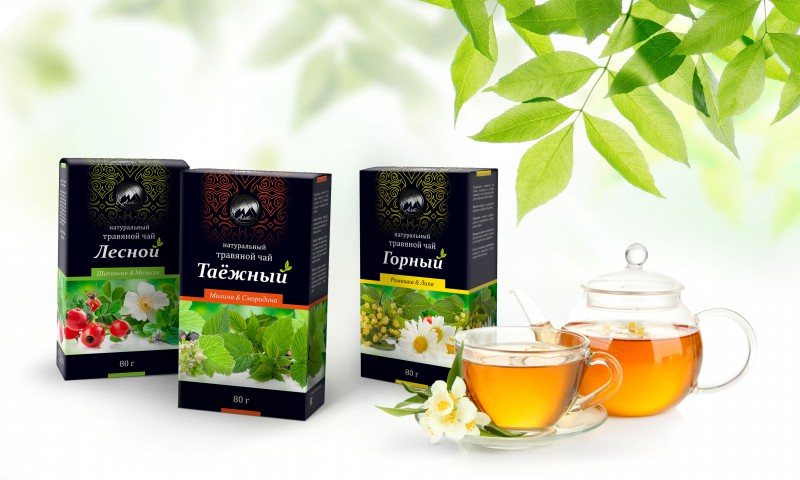 натуральный
травяной чай
Лесной
Шиповник & Мелисса
80 г
натуральный
травяной чай
Таёжный
Малина & Смородина
80 г
натуральный
травяной чай
Горный
Ромашка & Липа
80 г